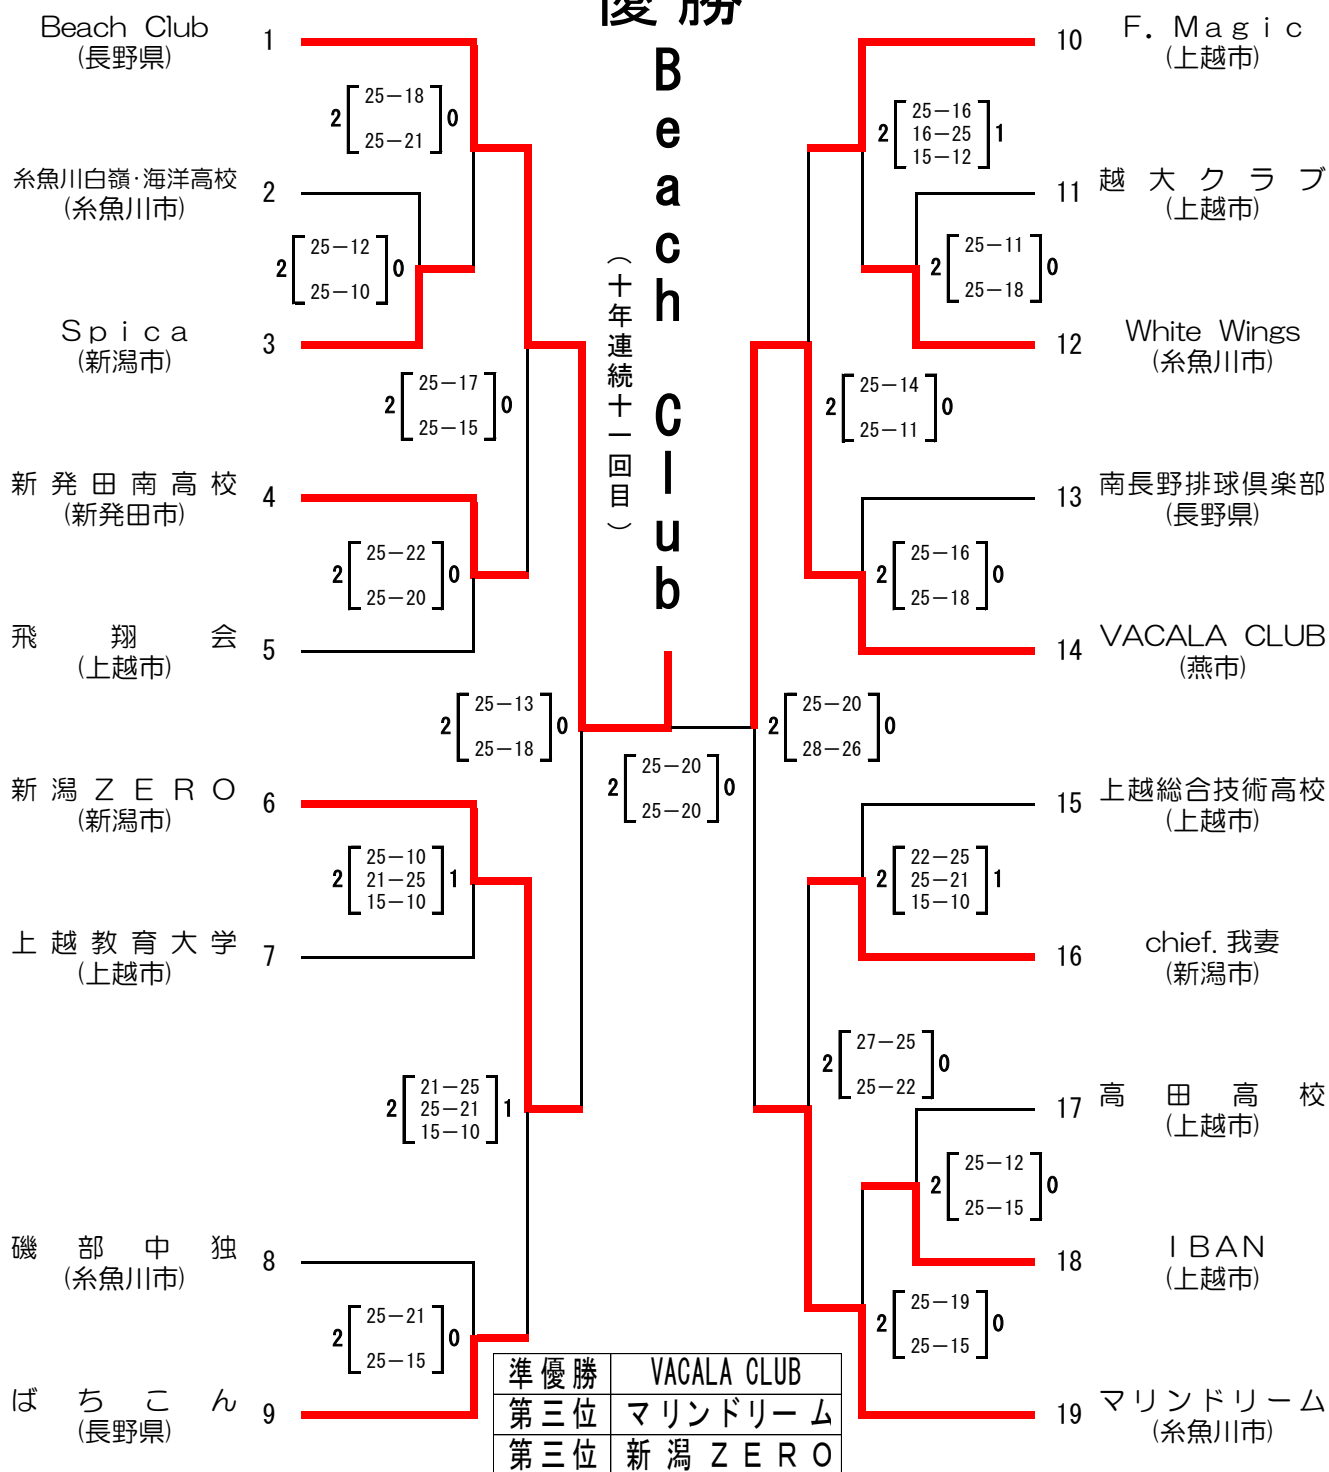 優勝
Beach Club
(十年連続十一回目)
Beach Club
(長野県)
1
2 25-18 0
25-21
糸魚川白嶺・海洋高校
(糸魚川市)
2
2 25-12 0
25-10
Spica
(新潟市)
3
2 25-17 0
25-15
新発田南高校
(新発田市)
4
2 25-22 0
25-20
飛翔会
(上越市)
5
2 25-13 0
25-18
新潟ZERO
(新潟市)
6
2 25-10 1
21-25
15-10
上越教育大学
(上越市)
7
2 21-25 1
25-21
15-10
磯部中独
(糸魚川市)
8
2 25-21 0
25-15
ばちこん
(長野県)
9
2 25-20 0
25-20
10
F. Magic
(上越市)
2 25-16 1
16-25
15-12
11
越大クラブ
(上越市)
2 25-11 0
25-18
12
White Wings
(糸魚川市)
2 25-14 0
25-11
13
南長野排球倶楽部
(長野県)
2 25-16 0
25-18
14
VACALA CLUB
(燕市)
2 25-20 0
28-26
15
上越総合技術高校
(上越市)
2 22-25 1
25-21
15-10
16
chief.我妻
(新潟市)
2 27-25 0
25-22
17
高田高校
(上越市)
2 25-12 0
25-15
18
IBAN
(上越市)
2 25-19 0
25-15
19
マリンドリーム
(糸魚川市)
準優勝 VACALA CLUB
第三位 マリンドリーム
第三位 新潟ZERO